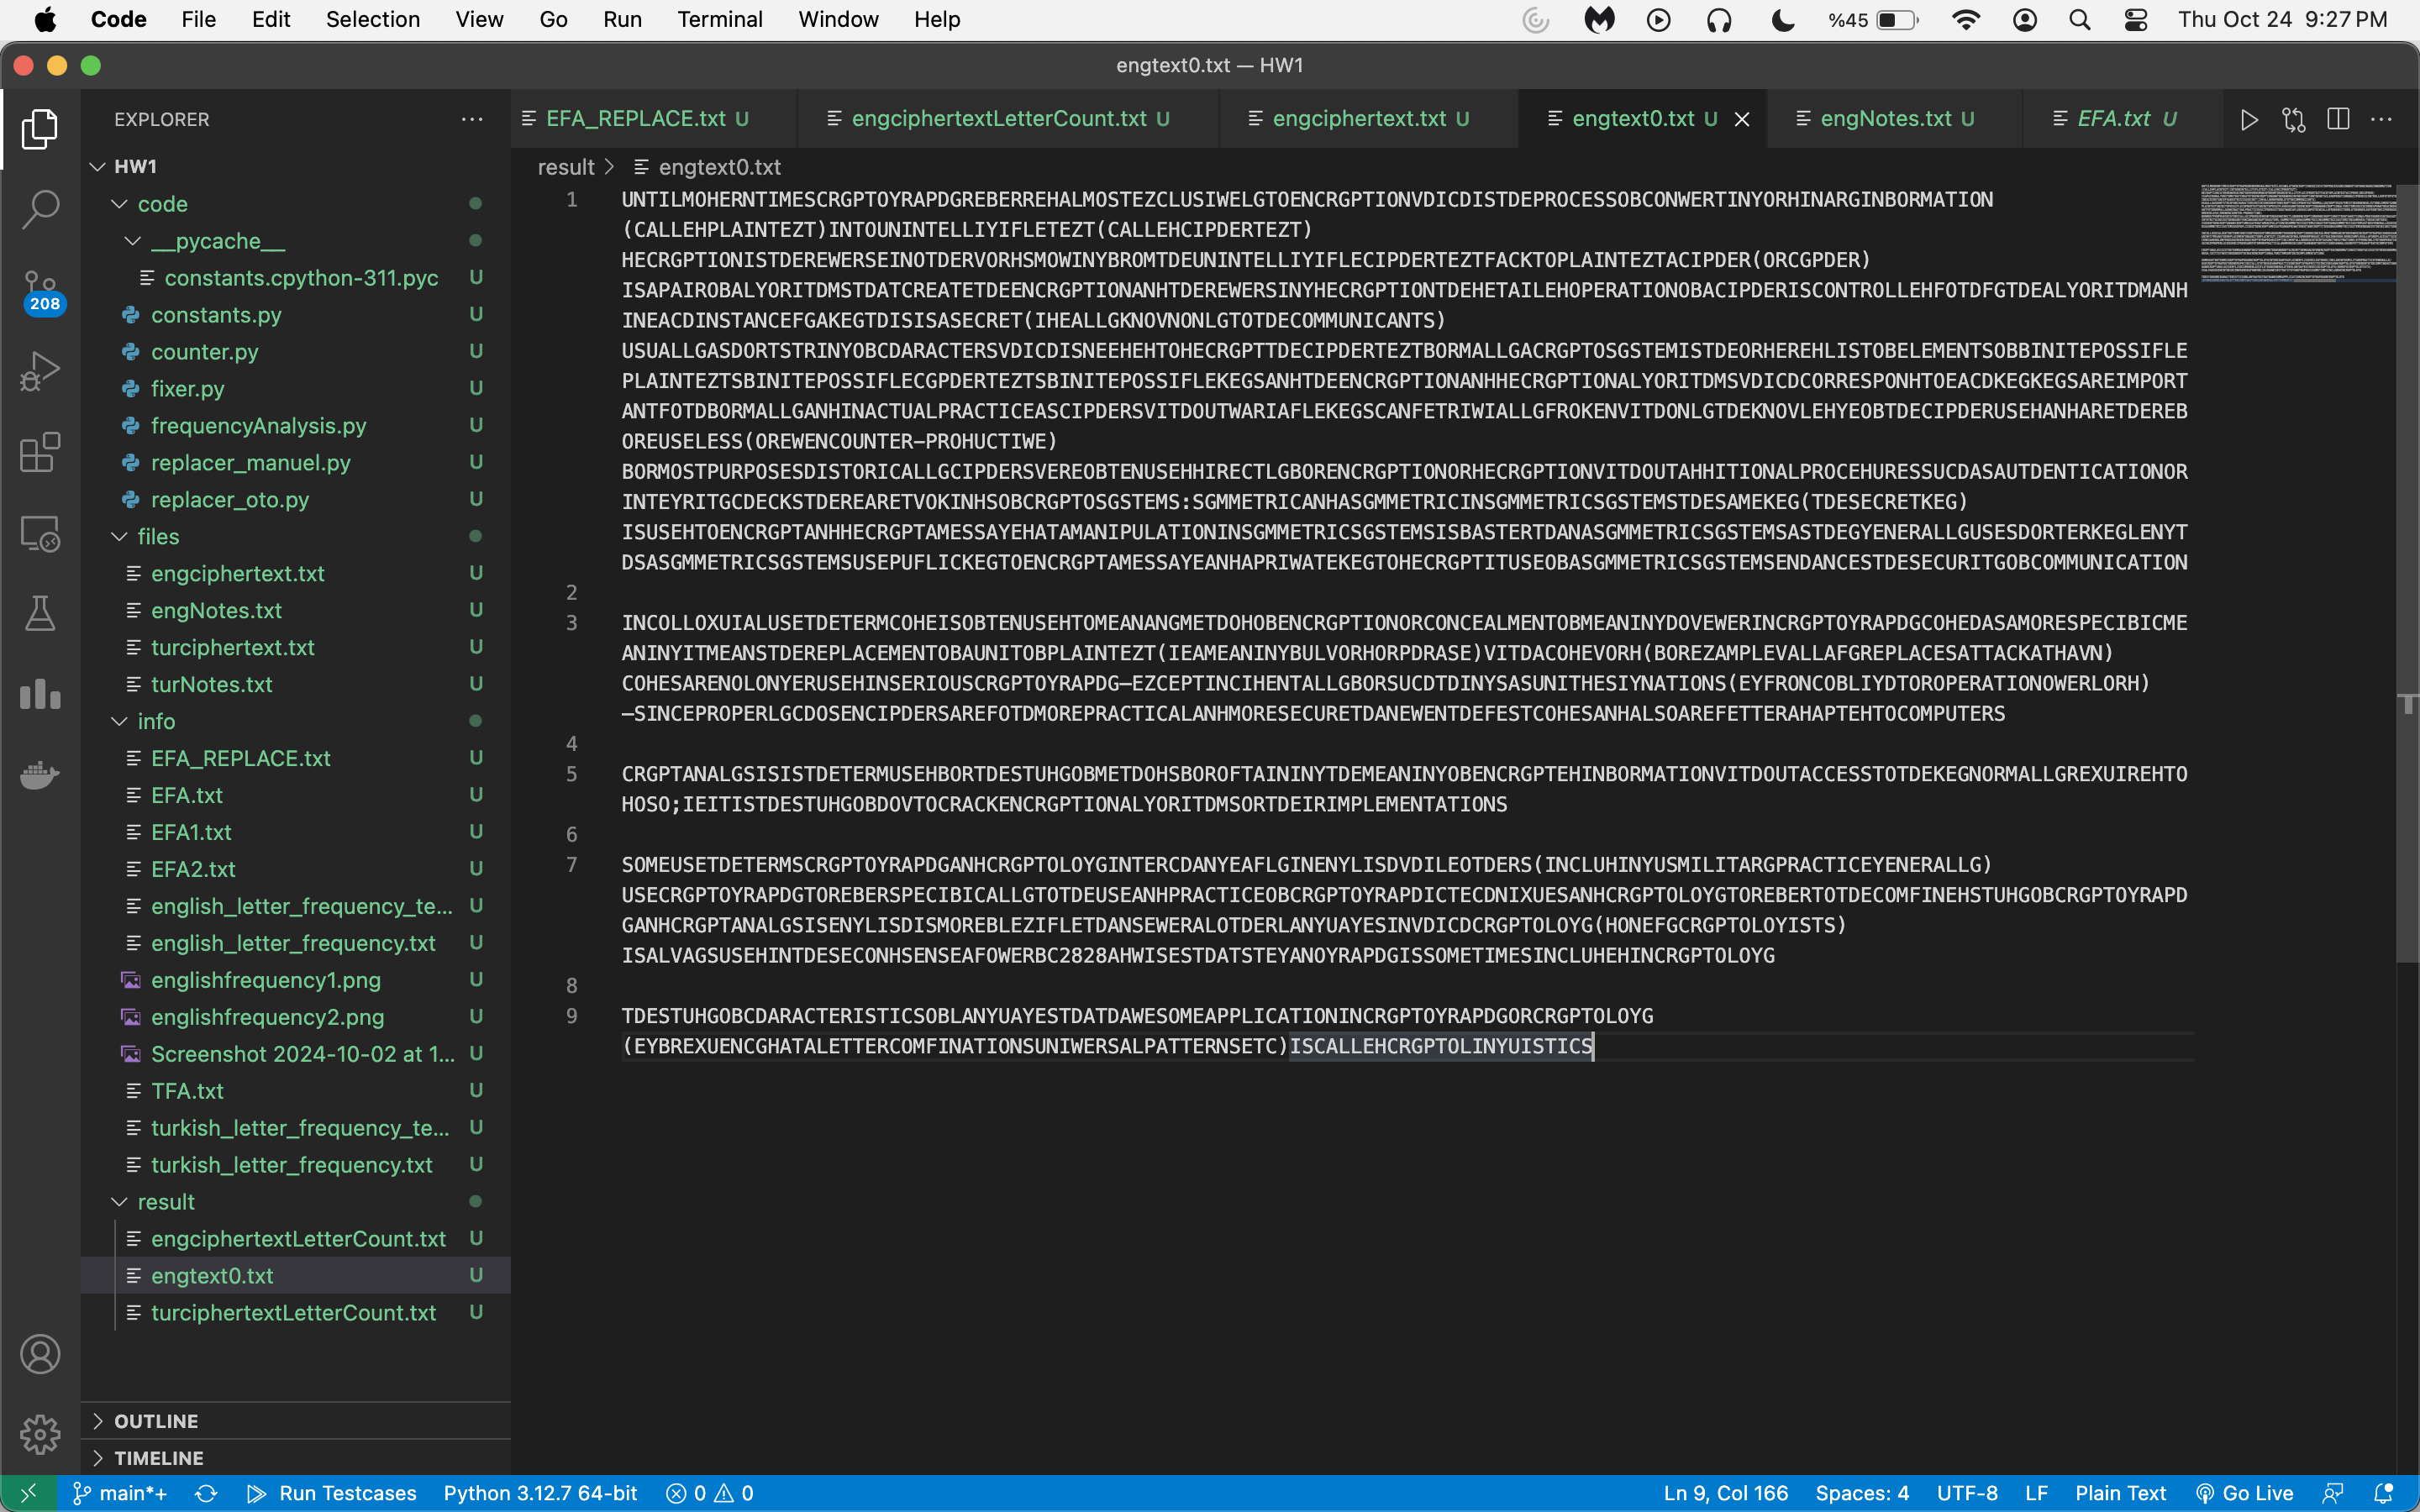 Code File Edit Selection View Go Run Terminal Window Help %45 Thu Oct 24 9:27 PM
engtext0.txt — HW1
EXPLORER
HW1
code
__pycache__
constants.cpython-311.pyc U
constants.py U
counter.py U
fixer.py U
frequencyAnalysis.py U
replacer_manuel.py U
replacer_oto.py U
files
engciphertext.txt U
engNotes.txt U
turciphertext.txt U
turNotes.txt U
info
EFA_REPLACE.txt U
EFA.txt U
EFA1.txt U
EFA2.txt U
english_letter_frequency_te... U
english_letter_frequency.txt U
englishfrequency1.png U
englishfrequency2.png U
Screenshot 2024-10-02 at 1... U
TFA.txt U
turkish_letter_frequency_te... U
turkish_letter_frequency.txt U
result
engciphertextLetterCount.txt U
engtext0.txt U
turciphertextLetterCount.txt U
OUTLINE
TIMELINE
208
EFA_REPLACE.txt U engciphertextLetterCount.txt U engciphertext.txt U engtext0.txt U engNotes.txt U EFA.txt U
result > engtext0.txt
1 UNTILMOHERNTIMESCRGPTOYRAPDGREBERREHALMOSTEZCLUSIWELGTOENCRGPTIONVDICDISTDEPROCESSOBCONWERTINYORHINARGINBORMATION
(CALLEHPLAINTEZT)INTOUNINTELLIYIFLETEZT(CALLEHCIPDERTEZT)
HECRGPTIONISTDEREWERSEINOTDERVORHSMOWINYBROMTDEUNINTELLIYIFLECIPDERTEZTFACKTOPLAINTEZTACIPDER(ORCGPDER)
ISAPAIROBALYORITDMSTDATCREATETDEENCRGPTIONANHTDEREWERSINYHECRGPTIONTDEHETAILEHOPERATIONOBACIPDERISCONTROLLEHFOTDFGTDEALYORITDMANH
INEACDINSTANCEFGAKEGTDISISASECRET(IHEALLGKNOVNONLGTOTDECOMMUNICANTS)
USUALLGASDORTSTRINYOBCDARACTERSVDICDISNEEHEHTOHECRGPTTDECIPDERTEZTBORMALLGACRGPTOSGSTEMISTDEORHEREHLISTOBELEMENTSOBBINITEPOSSIFLE
PLAINTEZTSBINITEPOSSIFLECGPDERTEZTSBINITEPOSSIFLEKEGSANHTDEENCRGPTIONANHHECRGPTIONALYORITDMSVDICDCORRESPONHTOEACDKEGKEGSAREIMPORT
ANTFOTDBORMALLGANHINACTUALPRACTICEASCIPDERSVITDOUTWARIAFLEKEGSCANFETRIWIALLGFROKENVITDONLGTDEKNOVLEHYEOBTDECIPDERUSEHANHARETDEREB
OREUSELESS(OREWENCOUNTER-PROHUCTIWE)
BORMOSTPURPOSESDISTORICALLGCIPDERSVEREOBTENUSEHHIRECTLGBORENCRGPTIONORHECRGPTIONVITDOUTAHHITIONALPROCEHURESSUCDASAUTDENTICATIONOR
INTEYRITGCDECKSTDEREARETVOKINHSOBCRGPTOSGSTEMS:SGMMETRICANHASGMMETRICINSGMMETRICSGSTEMSTDESAMEKEG(TDESECRETKEG)
ISUSEHTOENCRGPTANHHECRGPTAMESSAYEHATAMANIPULATIONINSGMMETRICSGSTEMSISBASTERTDANASGMMETRICSGSTEMSASTDEGYENERALLGUSESDORTERKEGLENYT
DSASGMMETRICSGSTEMSUSEPUFLICKEGTOENCRGPTAMESSAYEANHAPRIWATEKEGTOHECRGPTITUSEOBASGMMETRICSGSTEMSENDANCESTDESECURITGOBCOMMUNICATION
2
3 INCOLLOXUIALUSETDETERMCOHEISOBTENUSEHTOMEANANGMETDOHOBENCRGPTIONORCONCEALMENTOBMEANINYDOVEWERINCRGPTOYRAPDGCOHEDASAMORESPECIBICME
ANINYITMEANSTDEREPLACEMENTOBAUNITOBPLAINTEZT(IEAMEANINYBULVORHORPDRASE)VITDACOHEVORH(BOREZAMPLEVALLAFGREPLACESATTACKATHAVN)
COHESARENOLONYERUSEHINSERIOUSCRGPTOYRAPDG—EZCEPTINCIHENTALLGBORSUCDTDINYSASUNITHESIYNATIONS(EYFRONCOBLIYDTOROPERATIONOWERLORH)
—SINCEPROPERLGCDOSENCIPDERSAREFOTDMOREPRACTICALANHMORESECURETDANEWENTDEFESTCOHESANHALSOAREFETTERAHAPTEHTOCOMPUTERS
4
5 CRGPTANALGSISISTDETERMUSEHBORTDESTUHGOBMETDOHSBOROFTAININYTDEMEANINYOBENCRGPTEHINBORMATIONVITDOUTACCESSTOTDEKEGNORMALLGREXUIREHTO
HOSO;IEITISTDESTUHGOBDOVTOCRACKENCRGPTIONALYORITDMSORTDEIRIMPLEMENTATIONS
6
7 SOMEUSETDETERMSCRGPTOYRAPDGANHCRGPTOLOYGINTERCDANYEAFLGINENYLISDVDILEOTDERS(INCLUHINYUSMILITARGPRACTICEYENERALLG)
USECRGPTOYRAPDGTOREBERSPECIBICALLGTOTDEUSEANHPRACTICEOBCRGPTOYRAPDICTECDNIXUESANHCRGPTOLOYGTOREBERTOTDECOMFINEHSTUHGOBCRGPTOYRAPD
GANHCRGPTANALGSISENYLISDISMOREBLEZIFLETDANSEWERALOTDERLANYUAYESINVDICDCRGPTOLOYG(HONEFGCRGPTOLOYISTS)
ISALVAGSUSEHINTDESECONHSENSEAFOWERBC2828AHWISESTDATSTEYANOYRAPDGISSOMETIMESINCLUHEHINCRGPTOLOYG
8
9 TDESTUHGOBCDARACTERISTICSOBLANYUAYESTDATDAWESOMEAPPLICATIONINCRGPTOYRAPDGORCRGPTOLOYG
(EYBREXUENCGHATALETTERCOMFINATIONSUNIWERSALPATTERNSETC)ISCALLEHCRGPTOLINYUISTICS
main*+ Run Testcases Python 3.12.7 64-bit 0 0 Ln 9, Col 166 Spaces: 4 UTF-8 LF Plain Text Go Live